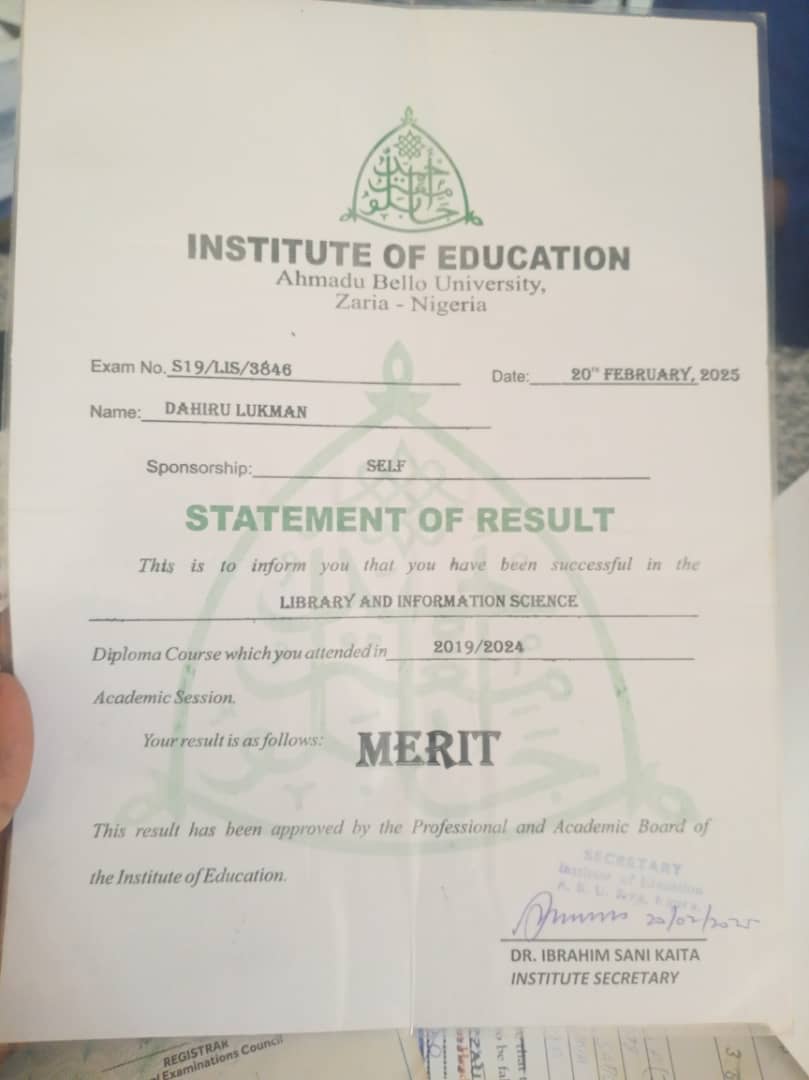 INSTITUTE OF EDUCATION
Ahmadu Bello University,
Zaria - Nigeria
Exam No. S19/LIS/3846
Date: 20TH FEBRUARY, 2025
Name: DAHIRU LUKMAN
Sponsorship: SELF
STATEMENT OF RESULT
This is to inform you that you have been successful in the
LIBRARY AND INFORMATION SCIENCE
Diploma Course which you attended in 2019/2024
Academic Session.
Your result is as follows: MERIT
This result has been approved by the Professional and Academic Board of
the Institute of Education.
SECRETARY
Institute of Education
20/02/2025
DR. IBRAHIM SANI KAITA
INSTITUTE SECRETARY
REGISTRAR
Examinations Council